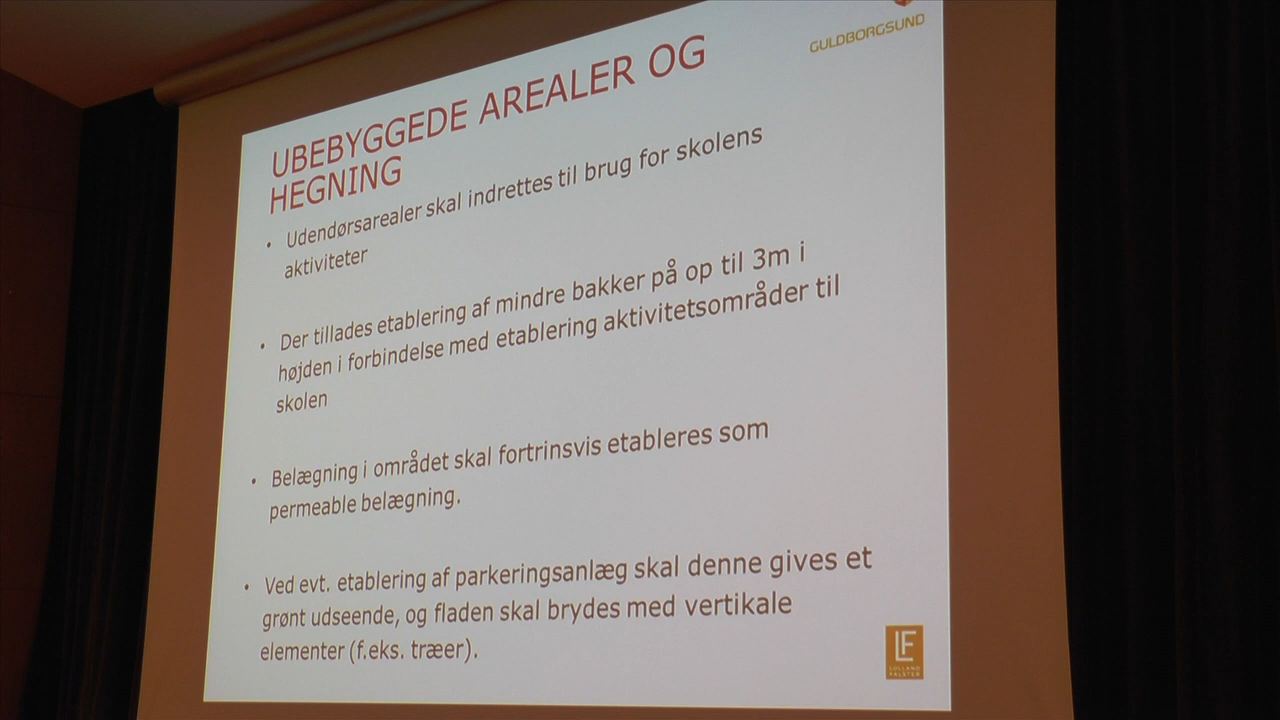 GULDBORGSUND
UBEBYGGEDE AREALER OG
HEGNING
• Udendørsarealer skal indrettes til brug for skolens
aktiviteter
• Der tillades etablering af mindre bakker på op til 3m i
højden i forbindelse med etablering aktivitetsområder til
skolen
• Belægning i området skal fortrinsvis etableres som
permeable belægning.
• Ved evt. etablering af parkeringsanlæg skal denne gives et
grønt udseende, og fladen skal brydes med vertikale
elementer (f.eks. træer).
LF
LOLLAND
FALSTER